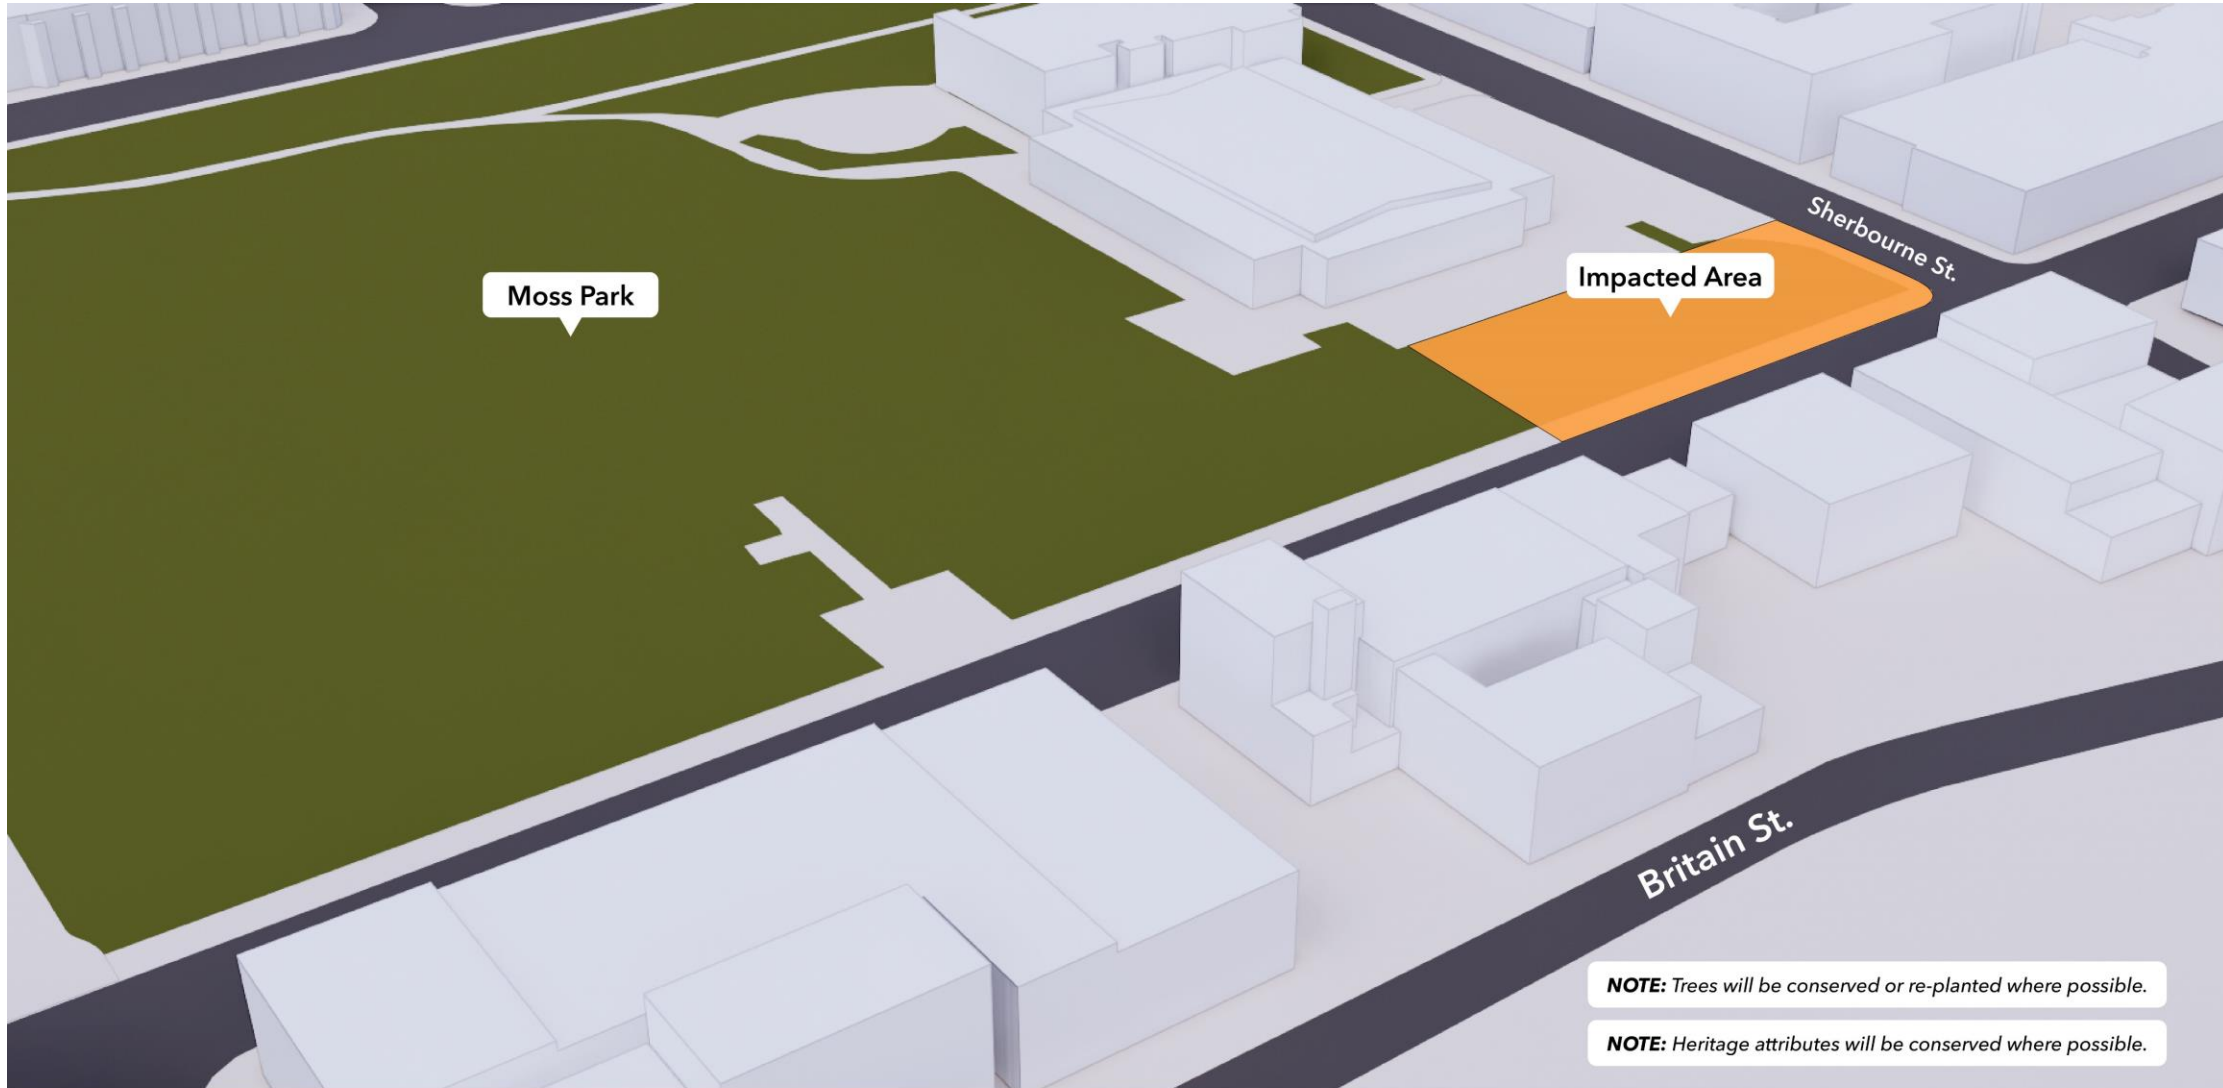 Sherbourne St.
Impacted Area
Moss Park
Britain St.
NOTE: Trees will be conserved or re-planted where possible.
NOTE: Heritage attributes will be conserved where possible.